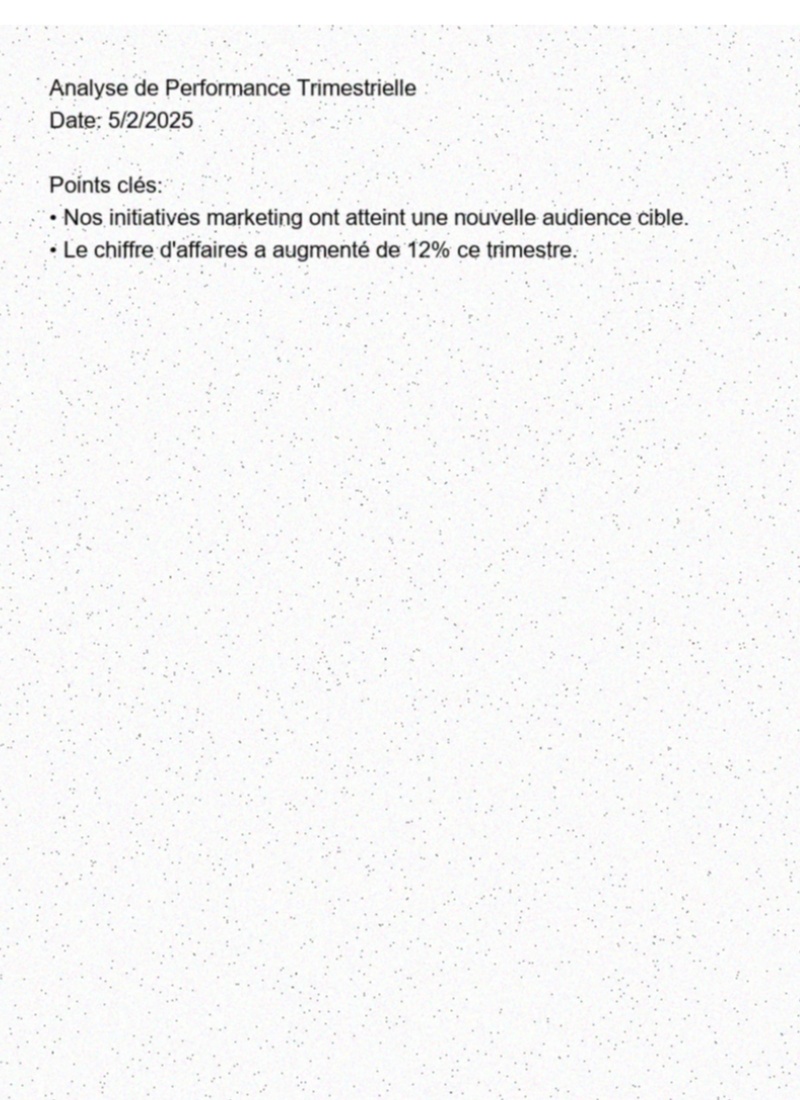 Analyse de Performance Trimestrielle
Date: 5/2/2025
Points clés:
• Nos initiatives marketing ont atteint une nouvelle audience cible.
• Le chiffre d'affaires a augmenté de 12% ce trimestre.